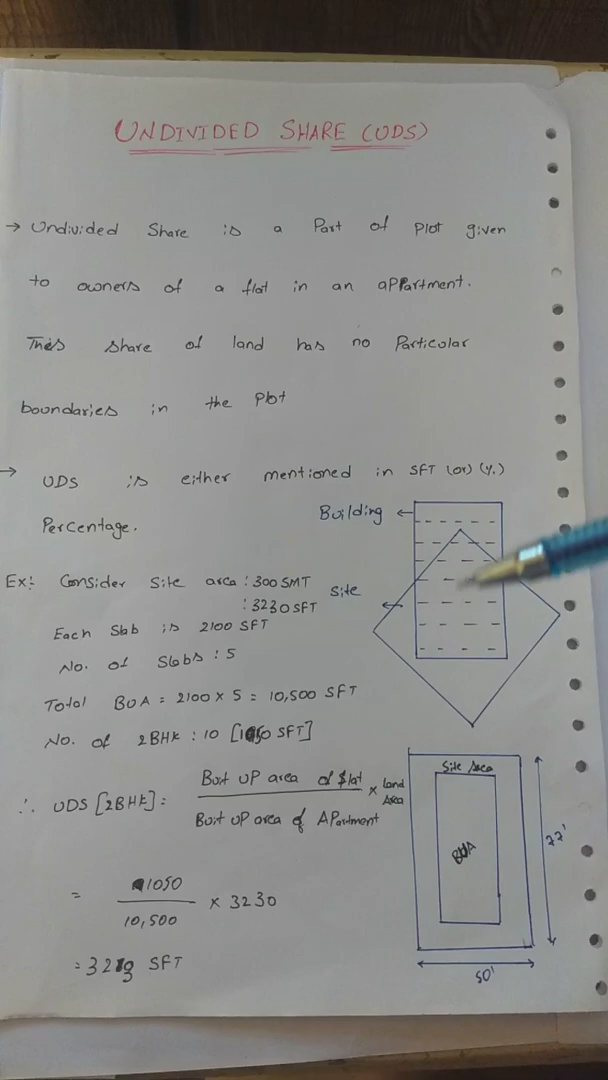 UNDIVIDED SHARE (UDS)
→ Undivided Share is a Part of Plot given
to owners of a flat in an appartment.
This share of land has no Particular
boundaries in the Plot
→ UDS is either mentioned in SFT (or) (%)
Percentage.
Building
Ex: Consider Site area : 300 SMT
: 3230 SFT
Site
Each Slab is 2100 SFT
No. of Slabs : 5
Total BUA = 2100 x 5 = 10,500 SFT
No. of 2BHK : 10 [1050 SFT]
∴ UDS [2BHK] = Buit UP area of flat x land Area
Buit UP area of APartment
= 1050 x 3230
10,500
= 323 SFT
Site Area
BUA
50'